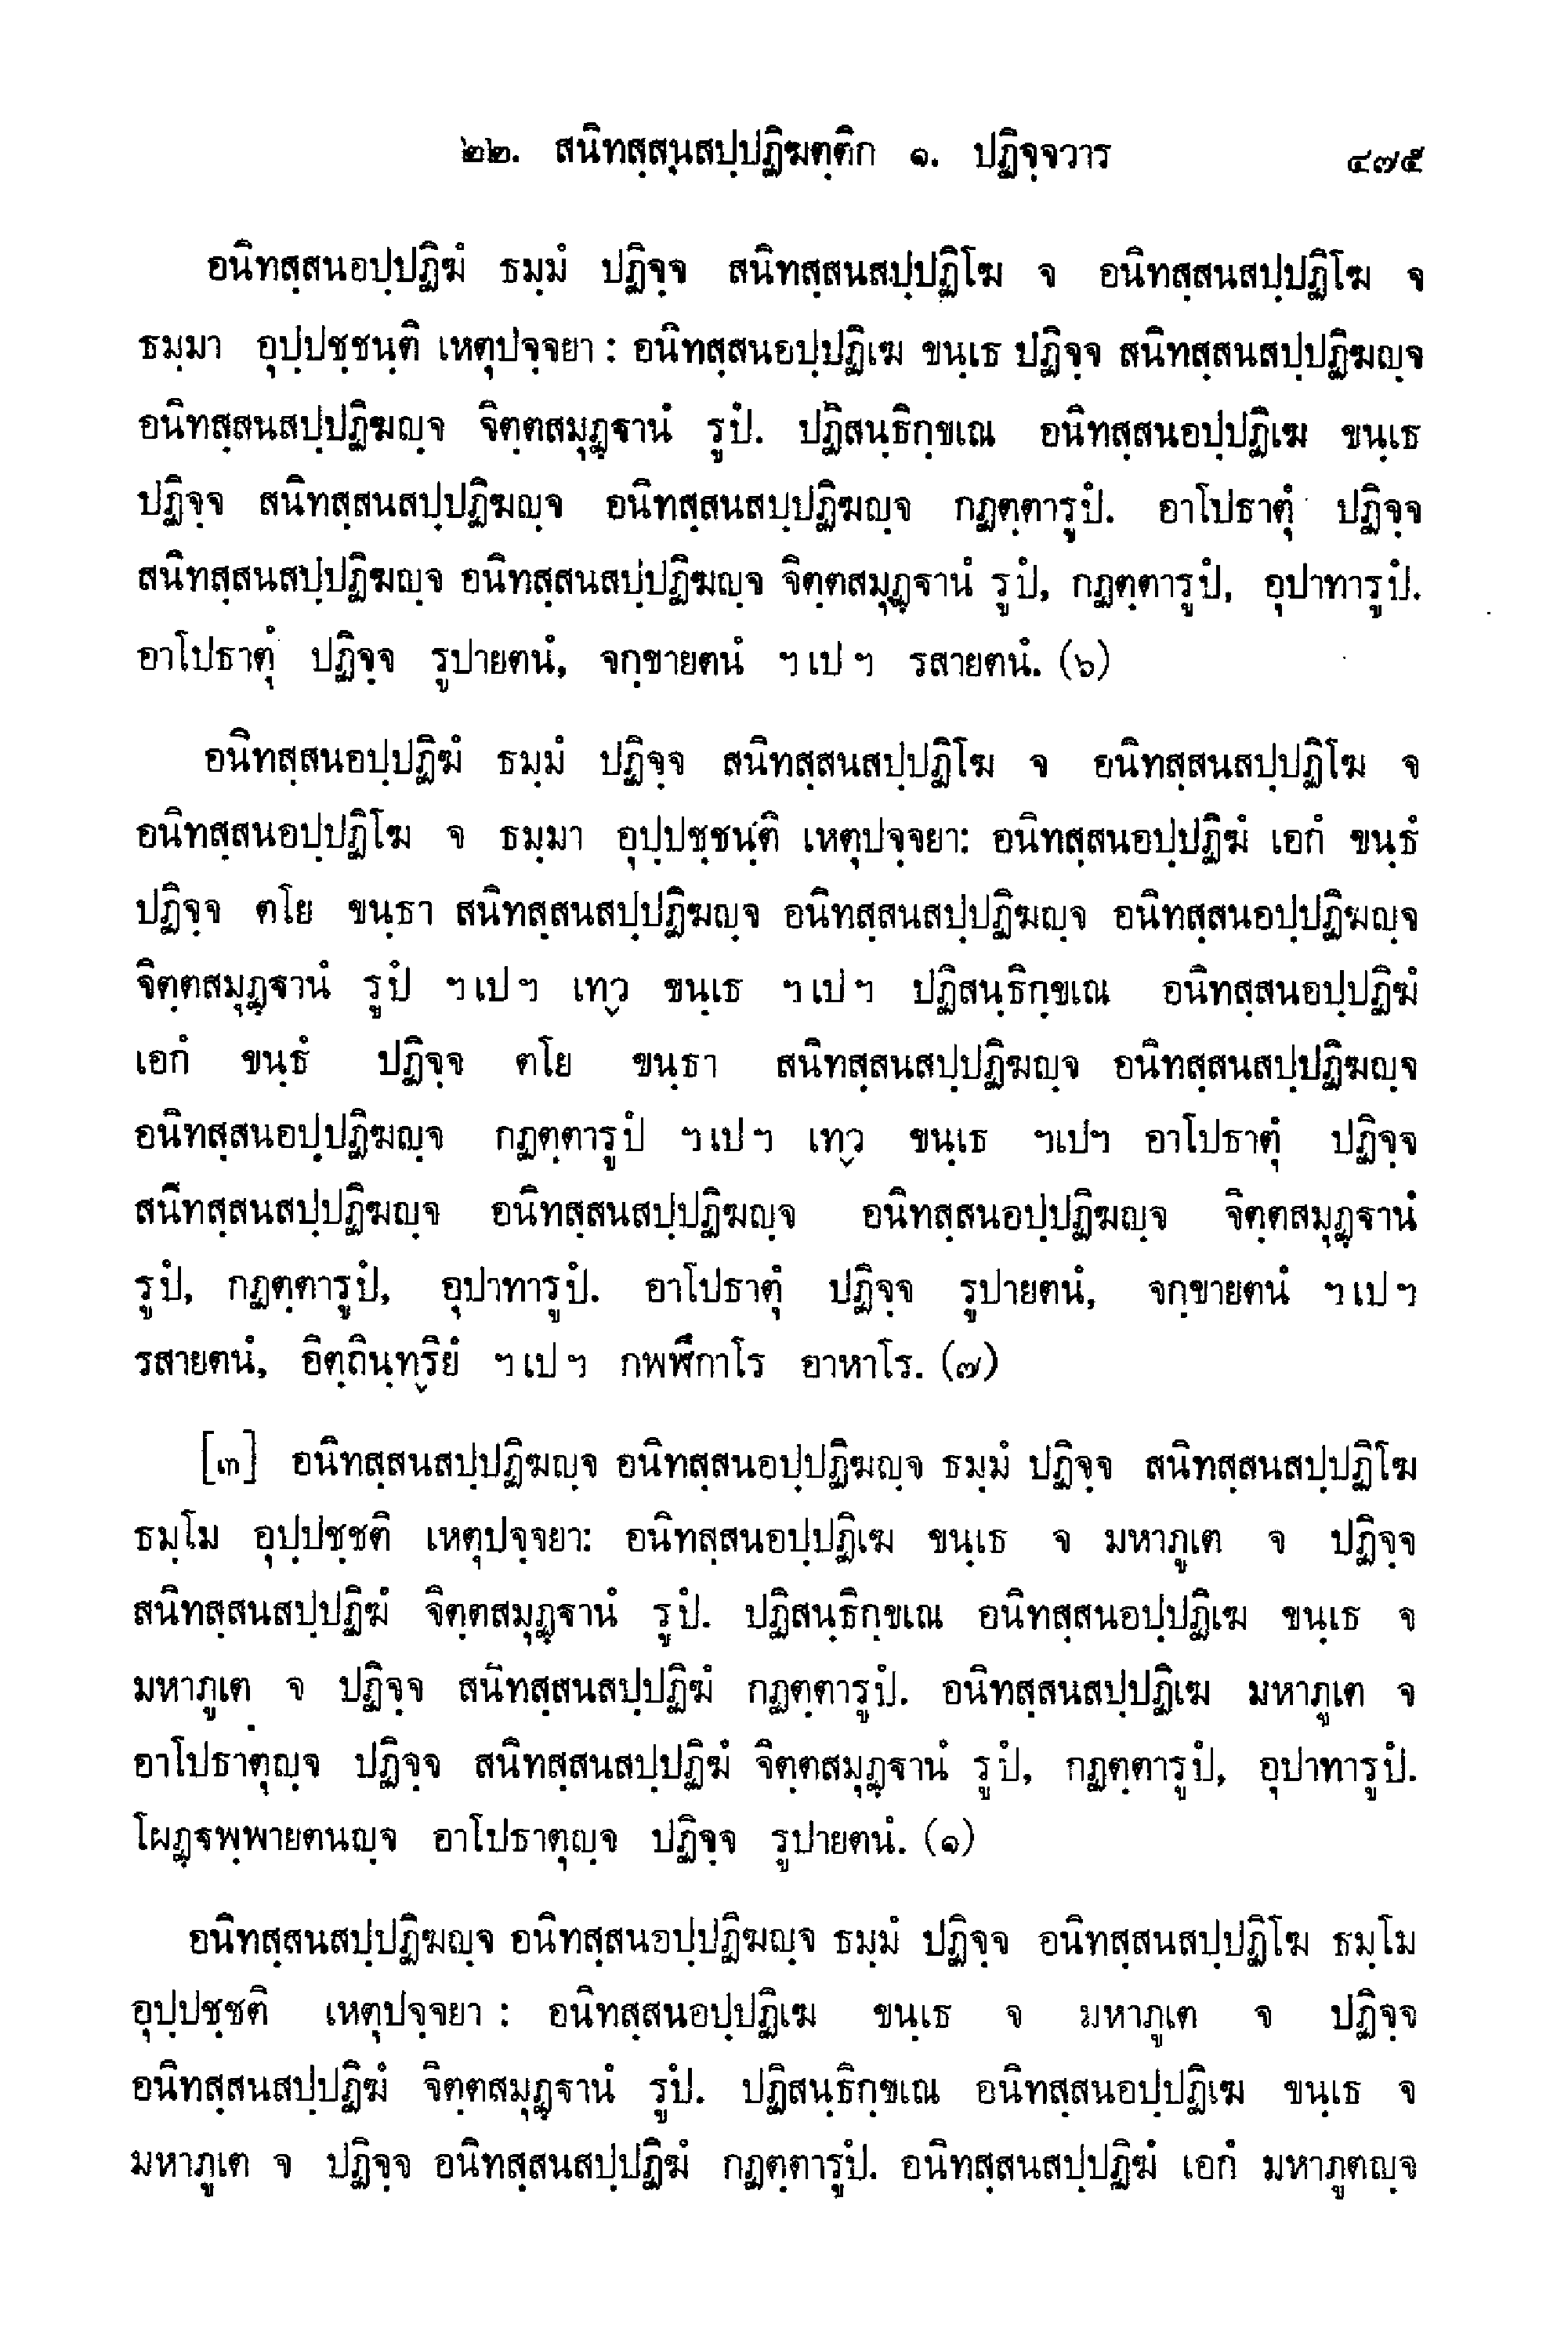 ๒๒. สนิทสฺสนฺสปฺปฏิฆตฺติก ๑. ปฏิจฺจวาร ๔๗๕
อนิทสฺสนอปฺปฏิฆํ ธมฺมํ ปฏิจฺจ สนิทสฺสนสปฺปฏิโฆ จ อนิทสฺสนสปฺปฏิโฆ จ
ธมฺมา อุปฺปชฺชนฺติ เหตุปจฺจยา : อนิทสฺสนอปฺปฏิเฆ ขนฺเธ ปฏิจฺจ สนิทสฺสนสปฺปฏิฆญฺจ
อนิทสฺสนสปฺปฏิฆญฺจ จิตฺตสมุฏฺฐานํ รูปํ. ปฏิสนฺธิกฺขเณ อนิทสฺสนอปฺปฏิเฆ ขนฺเธ
ปฏิจฺจ สนิทสฺสนสปฺปฏิฆญฺจ อนิทสฺสนสปฺปฏิฆญฺจ กฏตฺตารูปํ. อาโปธาตุํ ปฏิจฺจ
สนิทสฺสนสปฺปฏิฆญฺจ อนิทสฺสนสปฺปฏิฆญฺจ จิตฺตสมุฏฺฐานํ รูปํ, กฏตฺตารูปํ, อุปาทารูปํ.
อาโปธาตุํ ปฏิจฺจ รูปายตนํ, จกฺขายตนํ ฯ เป ฯ รสายตนํ. (๖)
อนิทสฺสนอปฺปฏิฆํ ธมฺมํ ปฏิจฺจ สนิทสฺสนสปฺปฏิโฆ จ อนิทสฺสนสปฺปฏิโฆ จ
อนิทสฺสนอปฺปฏิโฆ จ ธมฺมา อุปฺปชฺชนฺติ เหตุปจฺจยา: อนิทสฺสนอปฺปฏิฆํ เอกํ ขนฺธํ
ปฏิจฺจ ตโย ขนฺธา สนิทสฺสนสปฺปฏิฆญฺจ อนิทสฺสนสปฺปฏิฆญฺจ อนิทสฺสนอปฺปฏิฆญฺจ
จิตฺตสมุฏฺฐานํ รูปํ ฯ เป ฯ เทฺว ขนฺเธ ฯ เป ฯ ปฏิสนฺธิกฺขเณ อนิทสฺสนอปฺปฏิฆํ
เอกํ ขนฺธํ ปฏิจฺจ ตโย ขนฺธา สนิทสฺสนสปฺปฏิฆญฺจ อนิทสฺสนสปฺปฏิฆญฺจ
อนิทสฺสนอปฺปฏิฆญฺจ กฏตฺตารูปํ ฯ เป ฯ เทฺว ขนฺเธ ฯเปฯ อาโปธาตุํ ปฏิจฺจ
สนิทสฺสนสปฺปฏิฆญฺจ อนิทสฺสนสปฺปฏิฆญฺจ อนิทสฺสนอปฺปฏิฆญฺจ จิตฺตสมุฏฺฐานํ
รูปํ, กฏตฺตารูปํ, อุปาทารูปํ. อาโปธาตุํ ปฏิจฺจ รูปายตนํ, จกฺขายตนํ ฯ เป ฯ
รสายตนํ, อิตฺถินฺทฺริยํ ฯ เป ฯ กพฬีกาโร อาหาโร. (๗)
[๓] อนิทสฺสนสปฺปฏิฆญฺจ อนิทสฺสนอปฺปฏิฆญฺจ ธมฺมํ ปฏิจฺจ สนิทสฺสนสปฺปฏิโฆ
ธมฺโม อุปฺปชฺชติ เหตุปจฺจยา: อนิทสฺสนอปฺปฏิเฆ ขนฺเธ จ มหาภูเต จ ปฏิจฺจ
สนิทสฺสนสปฺปฏิฆํ จิตฺตสมุฏฺฐานํ รูปํ. ปฏิสนฺธิกฺขเณ อนิทสฺสนอปฺปฏิเฆ ขนฺเธ จ
มหาภูเต จ ปฏิจฺจ สนิทสฺสนสปฺปฏิฆํ กฏตฺตารูปํ. อนิทสฺสนสปฺปฏิเฆ มหาภูเต จ
อาโปธาตุญฺจ ปฏิจฺจ สนิทสฺสนสปฺปฏิฆํ จิตฺตสมุฏฺฐานํ รูปํ, กฏตฺตารูปํ, อุปาทารูปํ.
โผฏฺฐพฺพายตนญฺจ อาโปธาตุญฺจ ปฏิจฺจ รูปายตนํ. (๑)
อนิทสฺสนสปฺปฏิฆญฺจ อนิทสฺสนอปฺปฏิฆญฺจ ธมฺมํ ปฏิจฺจ อนิทสฺสนสปฺปฏิโฆ ธมฺโม
อุปฺปชฺชติ เหตุปจฺจยา : อนิทสฺสนอปฺปฏิเฆ ขนฺเธ จ มหาภูเต จ ปฏิจฺจ
อนิทสฺสนสปฺปฏิฆํ จิตฺตสมุฏฺฐานํ รูปํ. ปฏิสนฺธิกฺขเณ อนิทสฺสนอปฺปฏิเฆ ขนฺเธ จ
มหาภูเต จ ปฏิจฺจ อนิทสฺสนสปฺปฏิฆํ กฏตฺตารูปํ. อนิทสฺสนสปฺปฏิฆํ เอกํ มหาภูตญฺจ